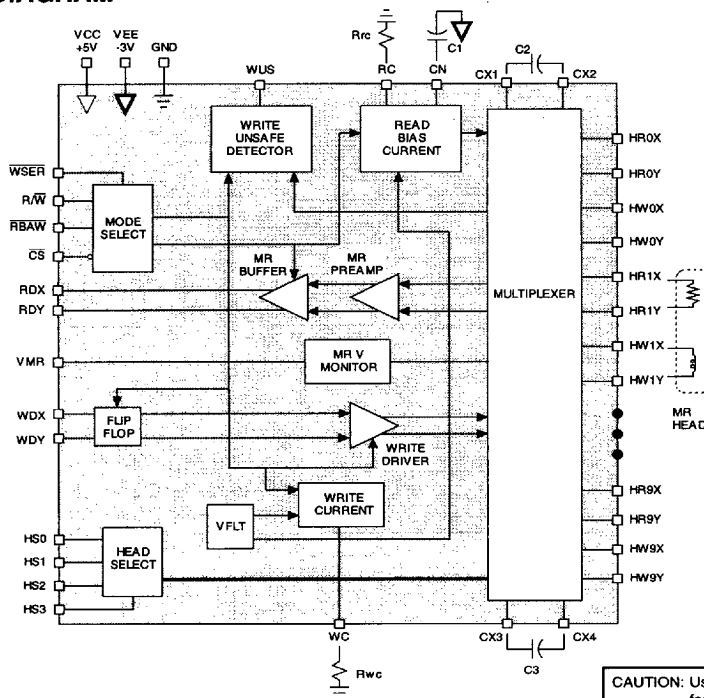 VCC
+5V
VEE
-3V
GND
WUS
Rrc
RC
C1
CN
CX1
C2
CX2
WRITE
UNSAFE
DETECTOR
READ
BIAS
CURRENT
WSER
R/W
RBAW
CS
MODE
SELECT
RDX
RDY
MR
BUFFER
MR
PREAMP
MULTIPLEXER
VMR
MR V
MONITOR
WDX
WDY
FLIP
FLOP
WRITE
DRIVER
WRITE
CURRENT
VFLT
HS0
HS1
HS2
HS3
HEAD
SELECT
HR0X
HR0Y
HW0X
HW0Y
HR1X
HR1Y
HW1X
HW1Y
MR
HEAD
HR9X
HR9Y
HW9X
HW9Y
WC
Rwc
CX3
C3
CX4
CAUTION: Us